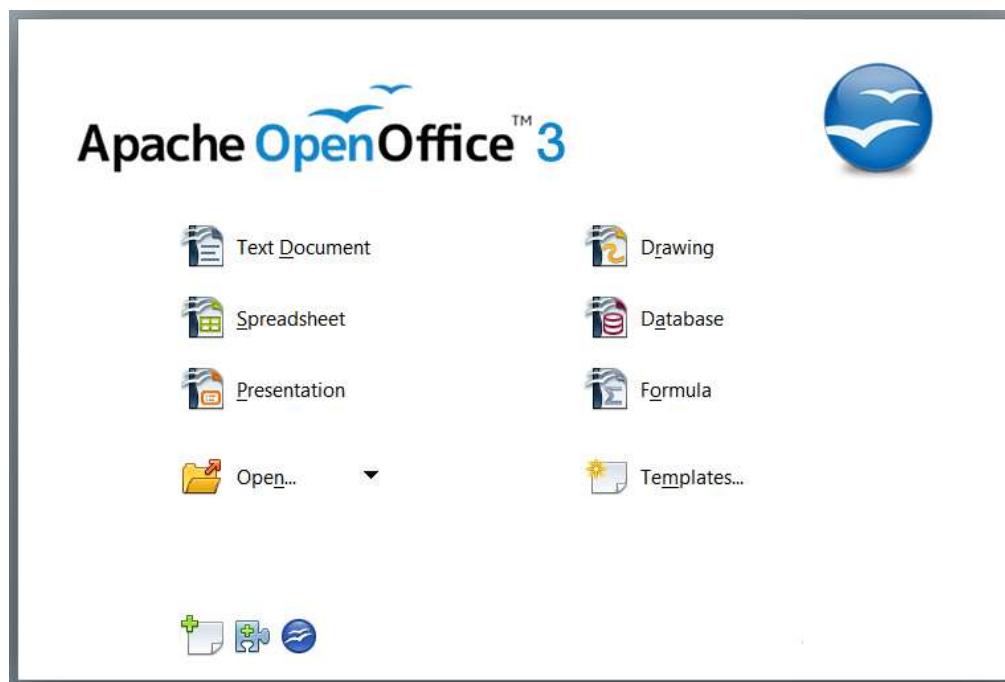 Apache OpenOffice™ 3
Text Document
Drawing
Spreadsheet
Database
Presentation
Formula
Open...
Templates...